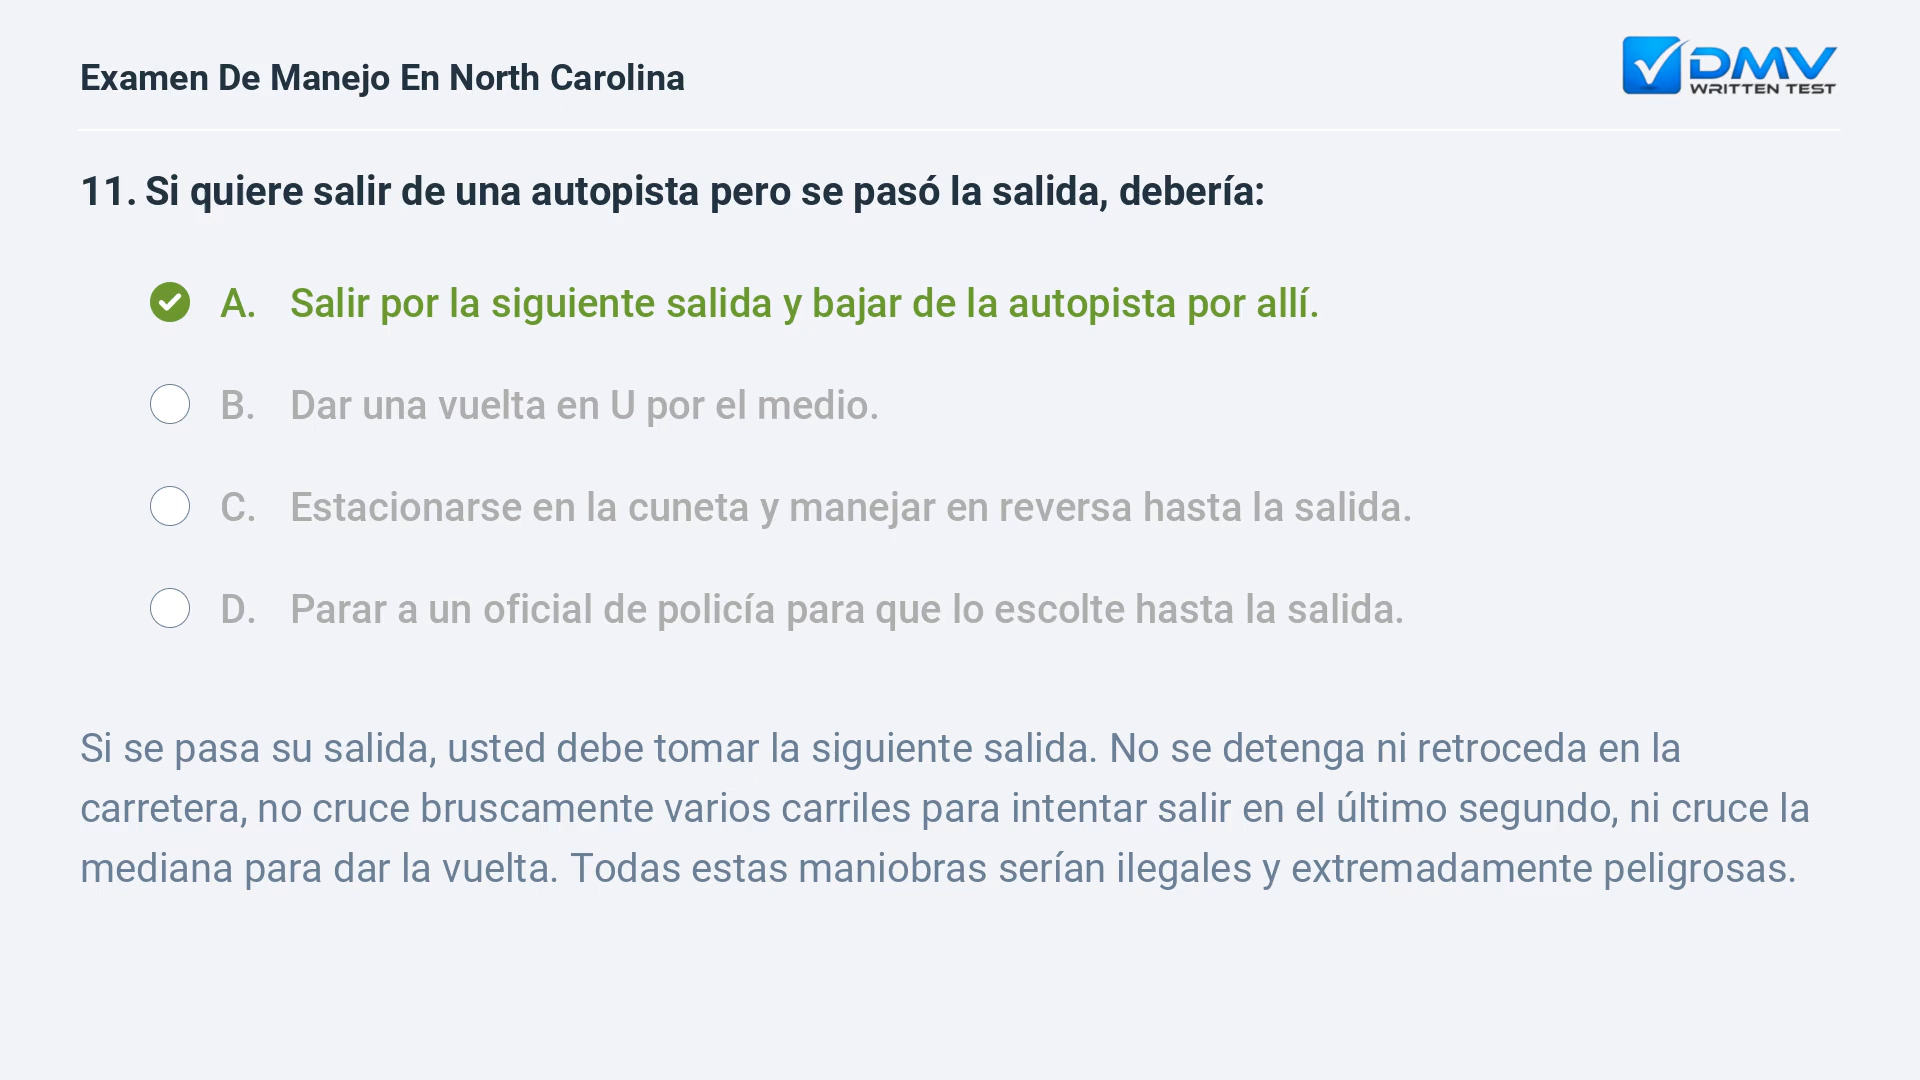 Examen De Manejo En North Carolina
DMV
WRITTEN TEST
11. Si quiere salir de una autopista pero se pasó la salida, debería:
A. Salir por la siguiente salida y bajar de la autopista por allí.
B. Dar una vuelta en U por el medio.
C. Estacionarse en la cuneta y manejar en reversa hasta la salida.
D. Parar a un oficial de policía para que lo escolte hasta la salida.
Si se pasa su salida, usted debe tomar la siguiente salida. No se detenga ni retroceda en la
carretera, no cruce bruscamente varios carriles para intentar salir en el último segundo, ni cruce la
mediana para dar la vuelta. Todas estas maniobras serían ilegales y extremadamente peligrosas.